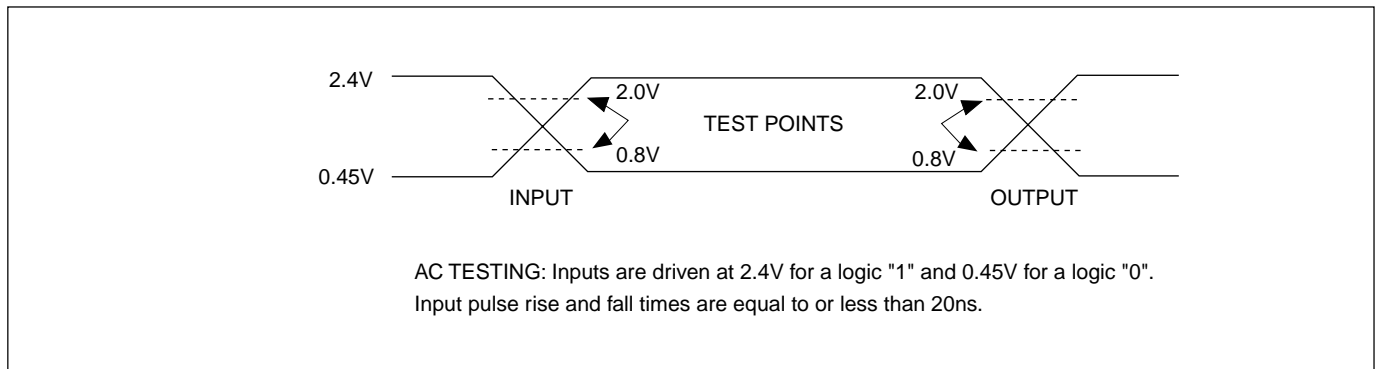 2.4V
2.0V
2.0V
TEST POINTS
0.8V
0.8V
0.45V
INPUT
OUTPUT
AC TESTING: Inputs are driven at 2.4V for a logic "1" and 0.45V for a logic "0".
Input pulse rise and fall times are equal to or less than 20ns.